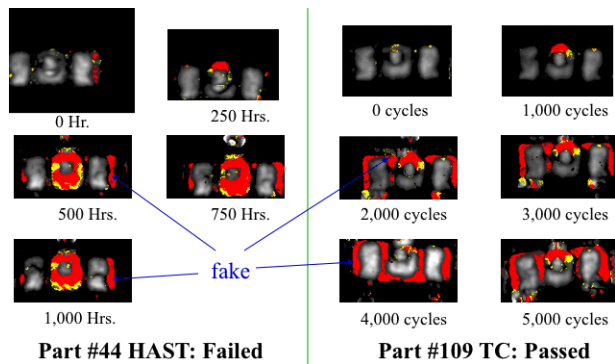 0 Hr.
250 Hrs.
500 Hrs.
750 Hrs.
1,000 Hrs.
Part #44 HAST: Failed
fake
0 cycles
1,000 cycles
2,000 cycles
3,000 cycles
4,000 cycles
5,000 cycles
Part #109 TC: Passed